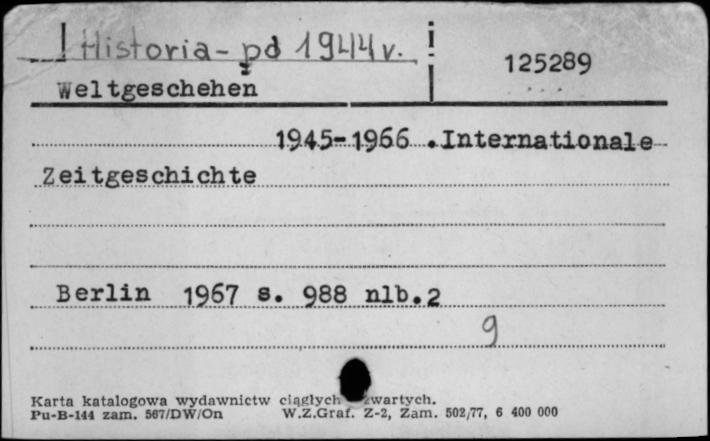 Historia - pd 1944 v.
125289
Weltgeschehen
1945-1966 .Internationale
Zeitgeschichte
Berlin 1967 s. 988 nlb.2
g
Karta katalogowa wydawnictw ciągłych zwartych.
Pu-B-144 zam. 567/DW/On W.Z.Graf. Z-2, Zam. 502/77, 6 400 000